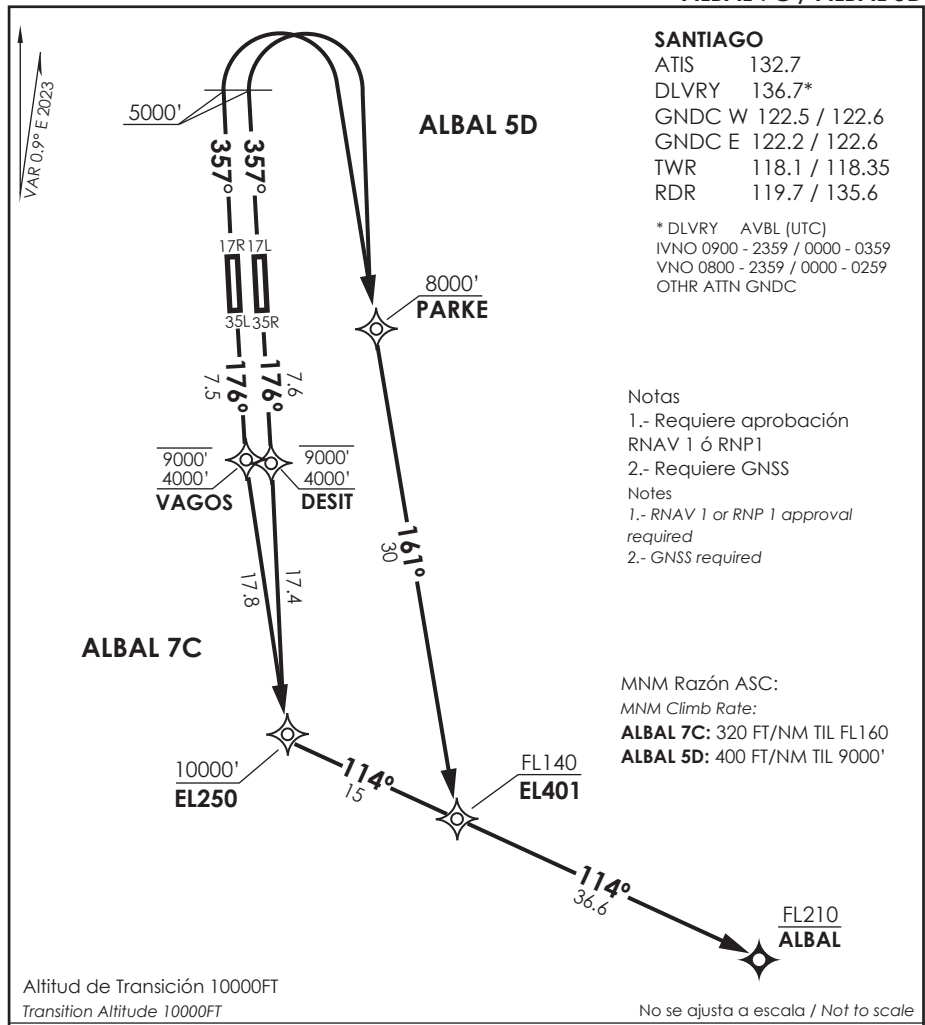 SANTIAGO
ATIS 132.7
DLVRY 136.7*
GNDC W 122.5 / 122.6
GNDC E 122.2 / 122.6
TWR 118.1 / 118.35
RDR 119.7 / 135.6
* DLVRY AVBL (UTC)
IVNO 0900 - 2359 / 0000 - 0359
VNO 0800 - 2359 / 0000 - 0259
OTHR ATTN GNDC
VAR 0.9° E 2023
5000'
ALBAL 5D
357°
357°
17R
17L
35L
35R
8000'
PARKE
176°
7.5
176°
7.6
9000'
4000'
VAGOS
9000'
4000'
DESIT
Notas
1.- Requiere aprobación
RNAV 1 ó RNP1
2.- Requiere GNSS
Notes
1.- RNAV 1 or RNP 1 approval
required
2.- GNSS required
161°
30
17.8
17.4
ALBAL 7C
MNM Razón ASC:
MNM Climb Rate:
ALBAL 7C: 320 FT/NM TIL FL160
ALBAL 5D: 400 FT/NM TIL 9000'
10000'
EL250
114°
15
FL140
EL401
114°
36.6
FL210
ALBAL
Altitud de Transición 10000FT
Transition Altitude 10000FT
No se ajusta a escala / Not to scale